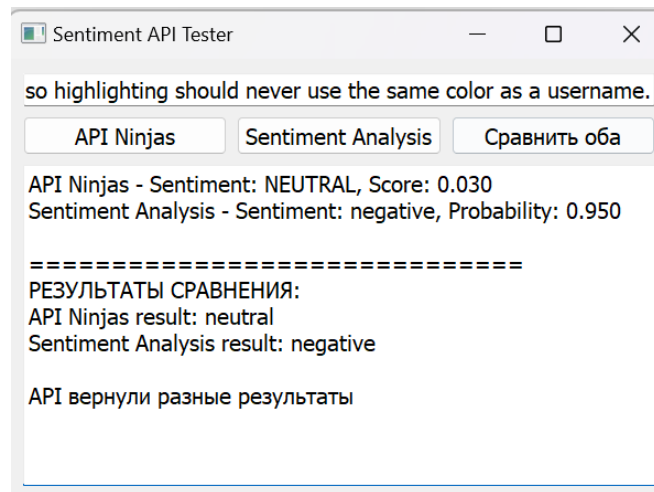 Sentiment API Tester
so highlighting should never use the same color as a username.
API Ninjas Sentiment Analysis Сравнить оба
API Ninjas - Sentiment: NEUTRAL, Score: 0.030
Sentiment Analysis - Sentiment: negative, Probability: 0.950
==============================
РЕЗУЛЬТАТЫ СРАВНЕНИЯ:
API Ninjas result: neutral
Sentiment Analysis result: negative
API вернули разные результаты